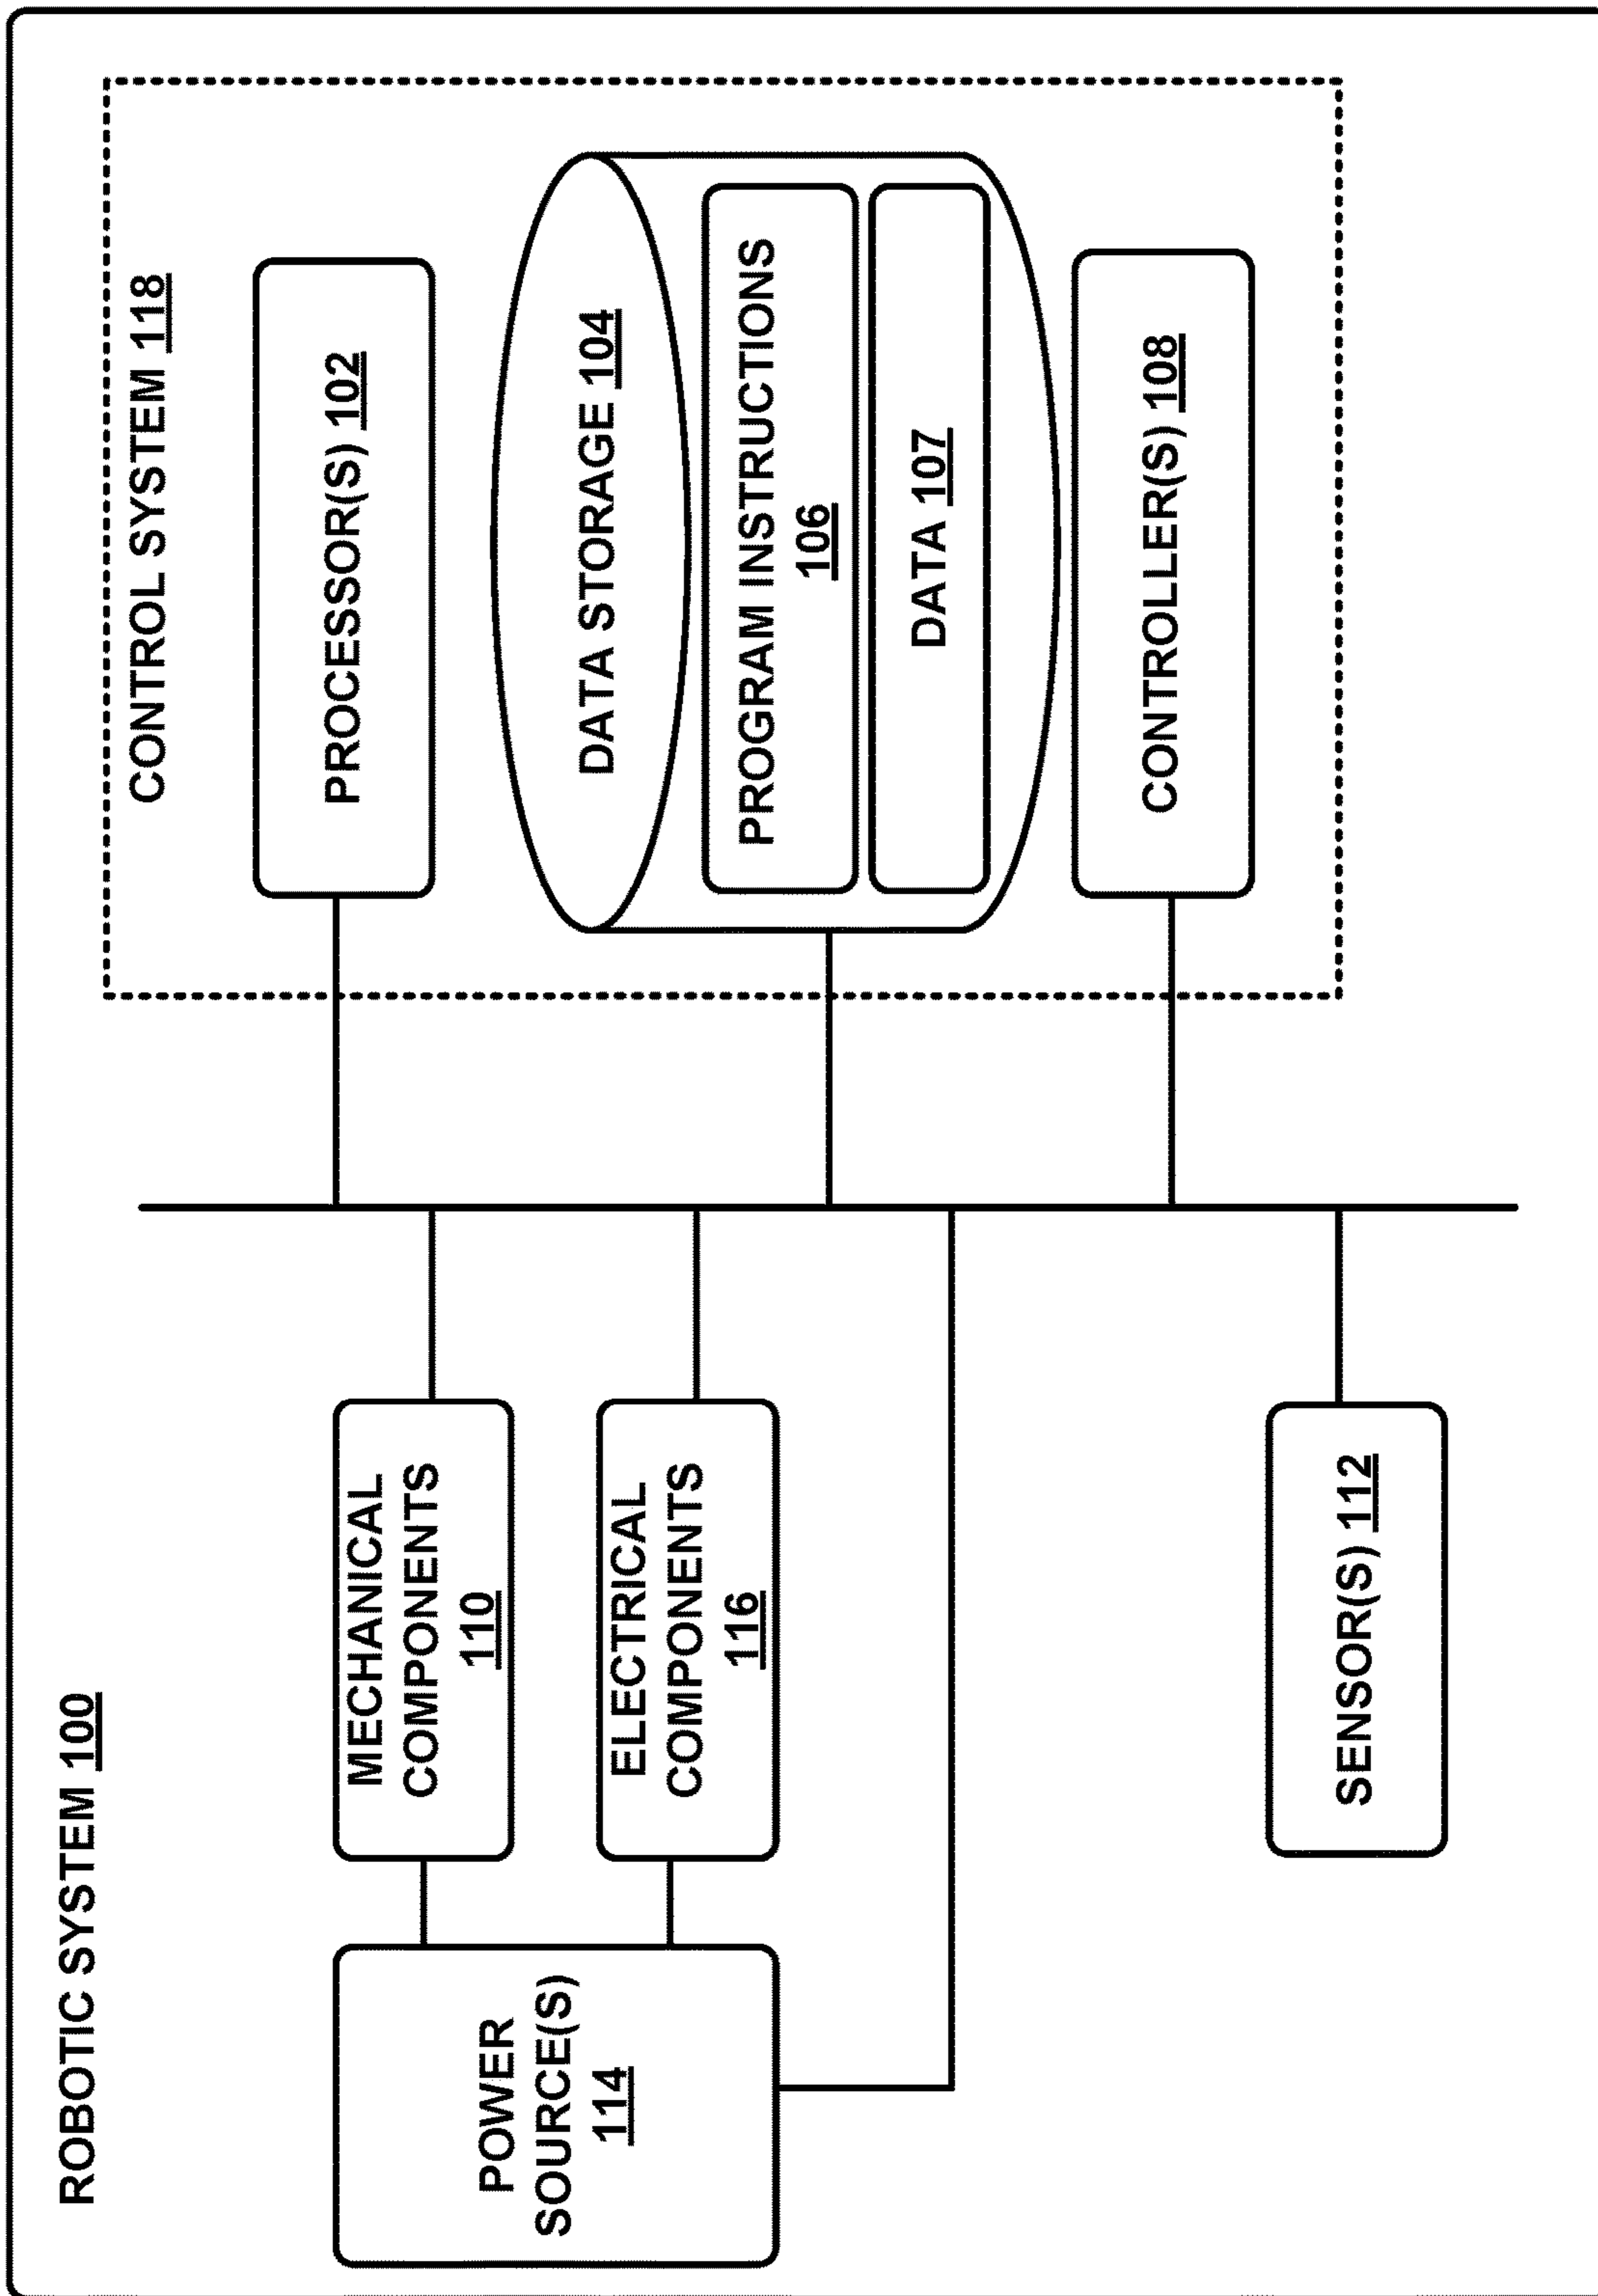 ROBOTIC SYSTEM 100
CONTROL SYSTEM 118
PROCESSOR(S) 102
MECHANICAL
COMPONENTS
110
POWER
SOURCE(S)
114
DATA STORAGE 104
ELECTRICAL
COMPONENTS
116
PROGRAM INSTRUCTIONS
106
DATA 107
CONTROLLER(S) 108
SENSOR(S) 112